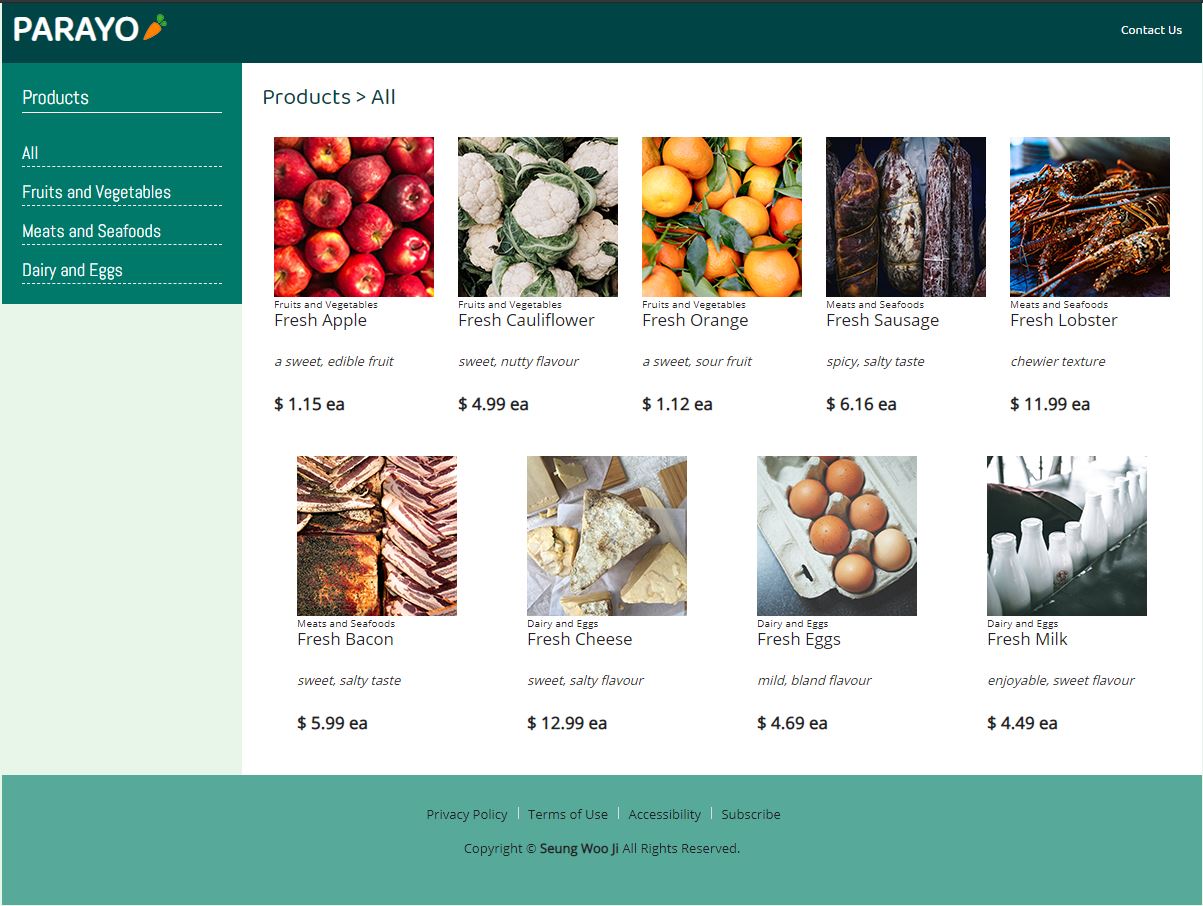 PARAYO
Contact Us
Products
All
Fruits and Vegetables
Meats and Seafoods
Dairy and Eggs
Products > All
Fruits and Vegetables
Fresh Apple
a sweet, edible fruit
$ 1.15 ea
Fruits and Vegetables
Fresh Cauliflower
sweet, nutty flavour
$ 4.99 ea
Fruits and Vegetables
Fresh Orange
a sweet, sour fruit
$ 1.12 ea
Meats and Seafoods
Fresh Sausage
spicy, salty taste
$ 6.16 ea
Meats and Seafoods
Fresh Lobster
chewier texture
$ 11.99 ea
Meats and Seafoods
Fresh Bacon
sweet, salty taste
$ 5.99 ea
Dairy and Eggs
Fresh Cheese
sweet, salty flavour
$ 12.99 ea
Dairy and Eggs
Fresh Eggs
mild, bland flavour
$ 4.69 ea
Dairy and Eggs
Fresh Milk
enjoyable, sweet flavour
$ 4.49 ea
Privacy Policy | Terms of Use | Accessibility | Subscribe
Copyright © Seung Woo Ji All Rights Reserved.